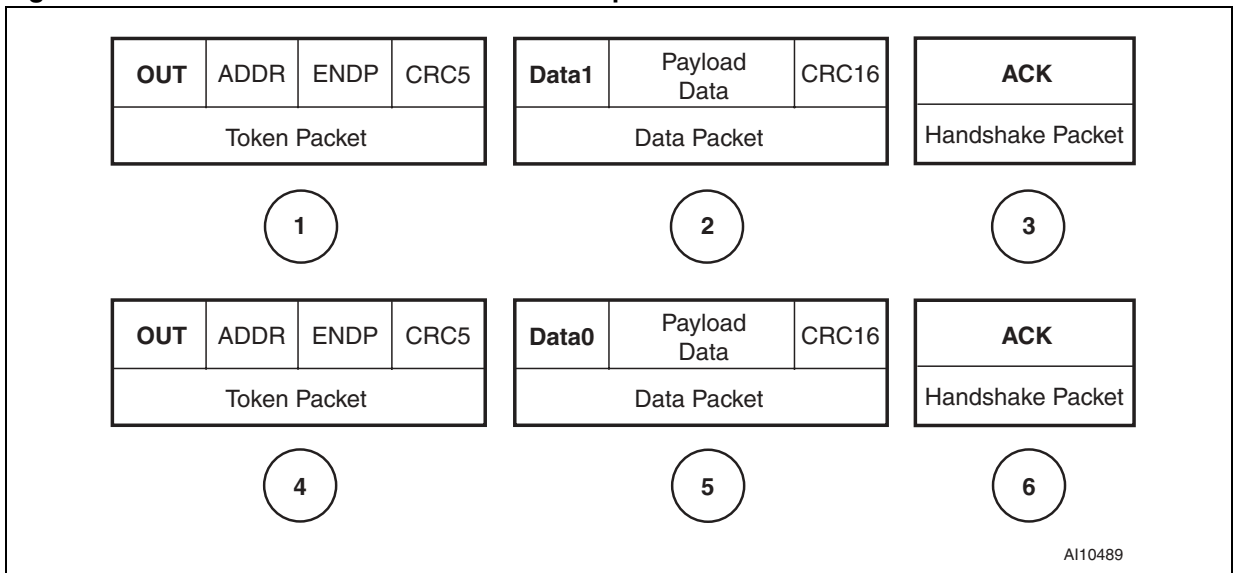 OUT ADDR ENDP CRC5 Data1 Payload Data CRC16 ACK
Token Packet Data Packet Handshake Packet
1 2 3
OUT ADDR ENDP CRC5 Data0 Payload Data CRC16 ACK
Token Packet Data Packet Handshake Packet
4 5 6
AI10489